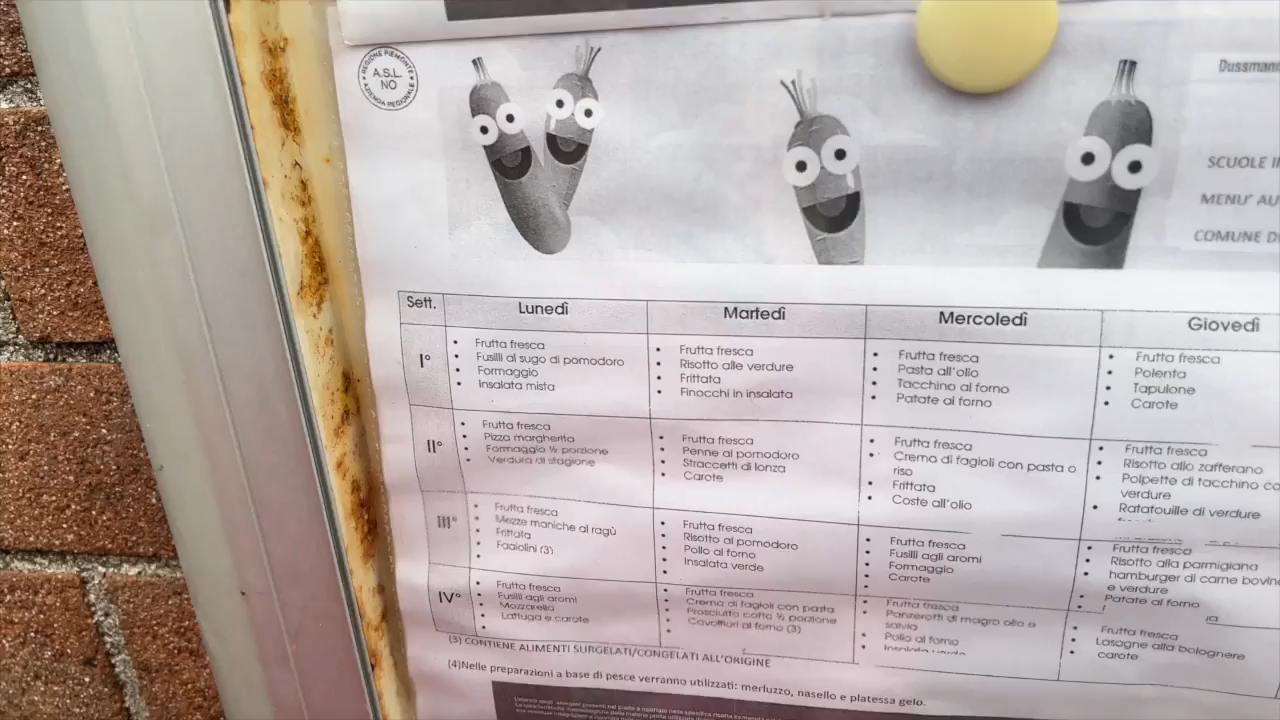 REGIONE PIEMONTE
A.S.L.
NO
AZIENDA REGIONALE
Dussmann
SCUOLE
MENU' AU
COMUNE D
Sett.
Lunedì
Martedì
Mercoledì
Giovedì
I°
Frutta fresca
Fusilli al sugo di pomodoro
Formaggio
Insalata mista
Frutta fresca
Risotto alle verdure
Frittata
Finocchi in insalata
Frutta fresca
Pasta all'olio
Tacchino al forno
Patate al forno
Frutta fresca
Polenta
Tapulone
Carote
II°
Frutta fresca
Pizza margherita
Formaggio ½ porzione
Verdura di stagione
Frutta fresca
Penne al pomodoro
Straccetti di lonza
Carote
Frutta fresca
Crema di fagioli con pasta o
riso
Frittata
Coste all'olio
Frutta fresca
Risotto allo zafferano
Polpette di tacchino co
verdure
Ratatouille di verdure
III°
Frutta fresca
Mezze maniche al ragù
Frittata
Fagiolini (3)
Frutta fresca
Risotto al pomodoro
Pollo al forno
Insalata verde
Frutta fresca
Fusilli agli aromi
Formaggio
Carote
Frutta fresca
Risotto alla parmigiana
hamburger di carne bovin
e verdure
Patate al forno
IV°
Frutta fresca
Fusilli agli aromi
Mozzarella
Lattuga e carote
Frutta fresca
Crema di fagioli con pasta
Prosciutto cotto ½ porzione
Cavolfiori al forno (3)
Frutta fresca
Panzerotti di magro olio e
salvia
Pollo al forno
Insalata
Frutta fresca
Lasagne alla bolognere
carote
(3) CONTIENE ALIMENTI SURGELATI/CONGELATI ALL'ORIGINE
(4)Nelle preparazioni a base di pesce verranno utilizzati: merluzzo, nasello e platessa gelo.